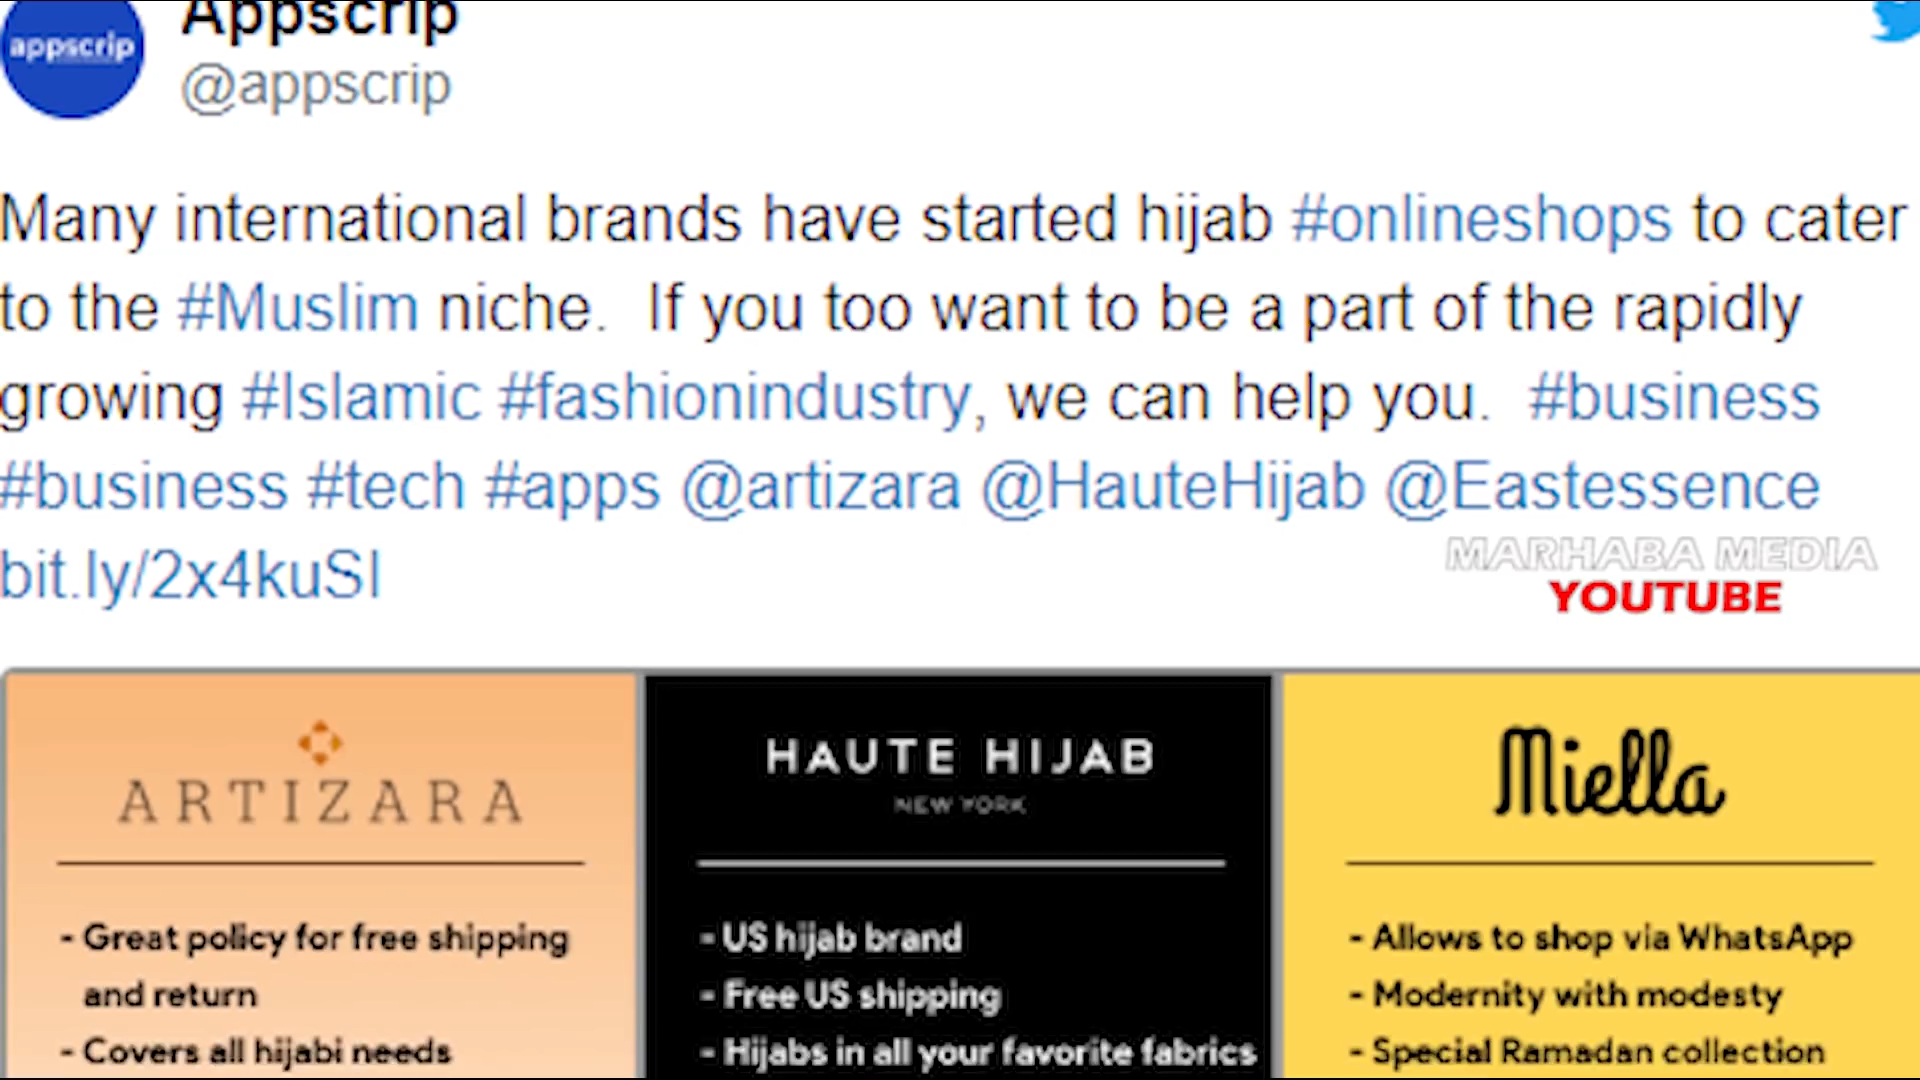 appscrip
Appscrip
@appscrip
Many international brands have started hijab #onlineshops to cater
to the #Muslim niche. If you too want to be a part of the rapidly
growing #Islamic #fashionindustry, we can help you. #business
#business #tech #apps @artizara @HauteHijab @Eastessence
bit.ly/2x4kuSI
MARHABA MEDIA
YOUTUBE
ARTIZARA
- Great policy for free shipping
and return
- Covers all hijabi needs
HAUTE HIJAB
NEW YORK
- US hijab brand
- Free US shipping
- Hijabs in all your favorite fabrics
Miella
- Allows to shop via WhatsApp
- Modernity with modesty
- Special Ramadan collection